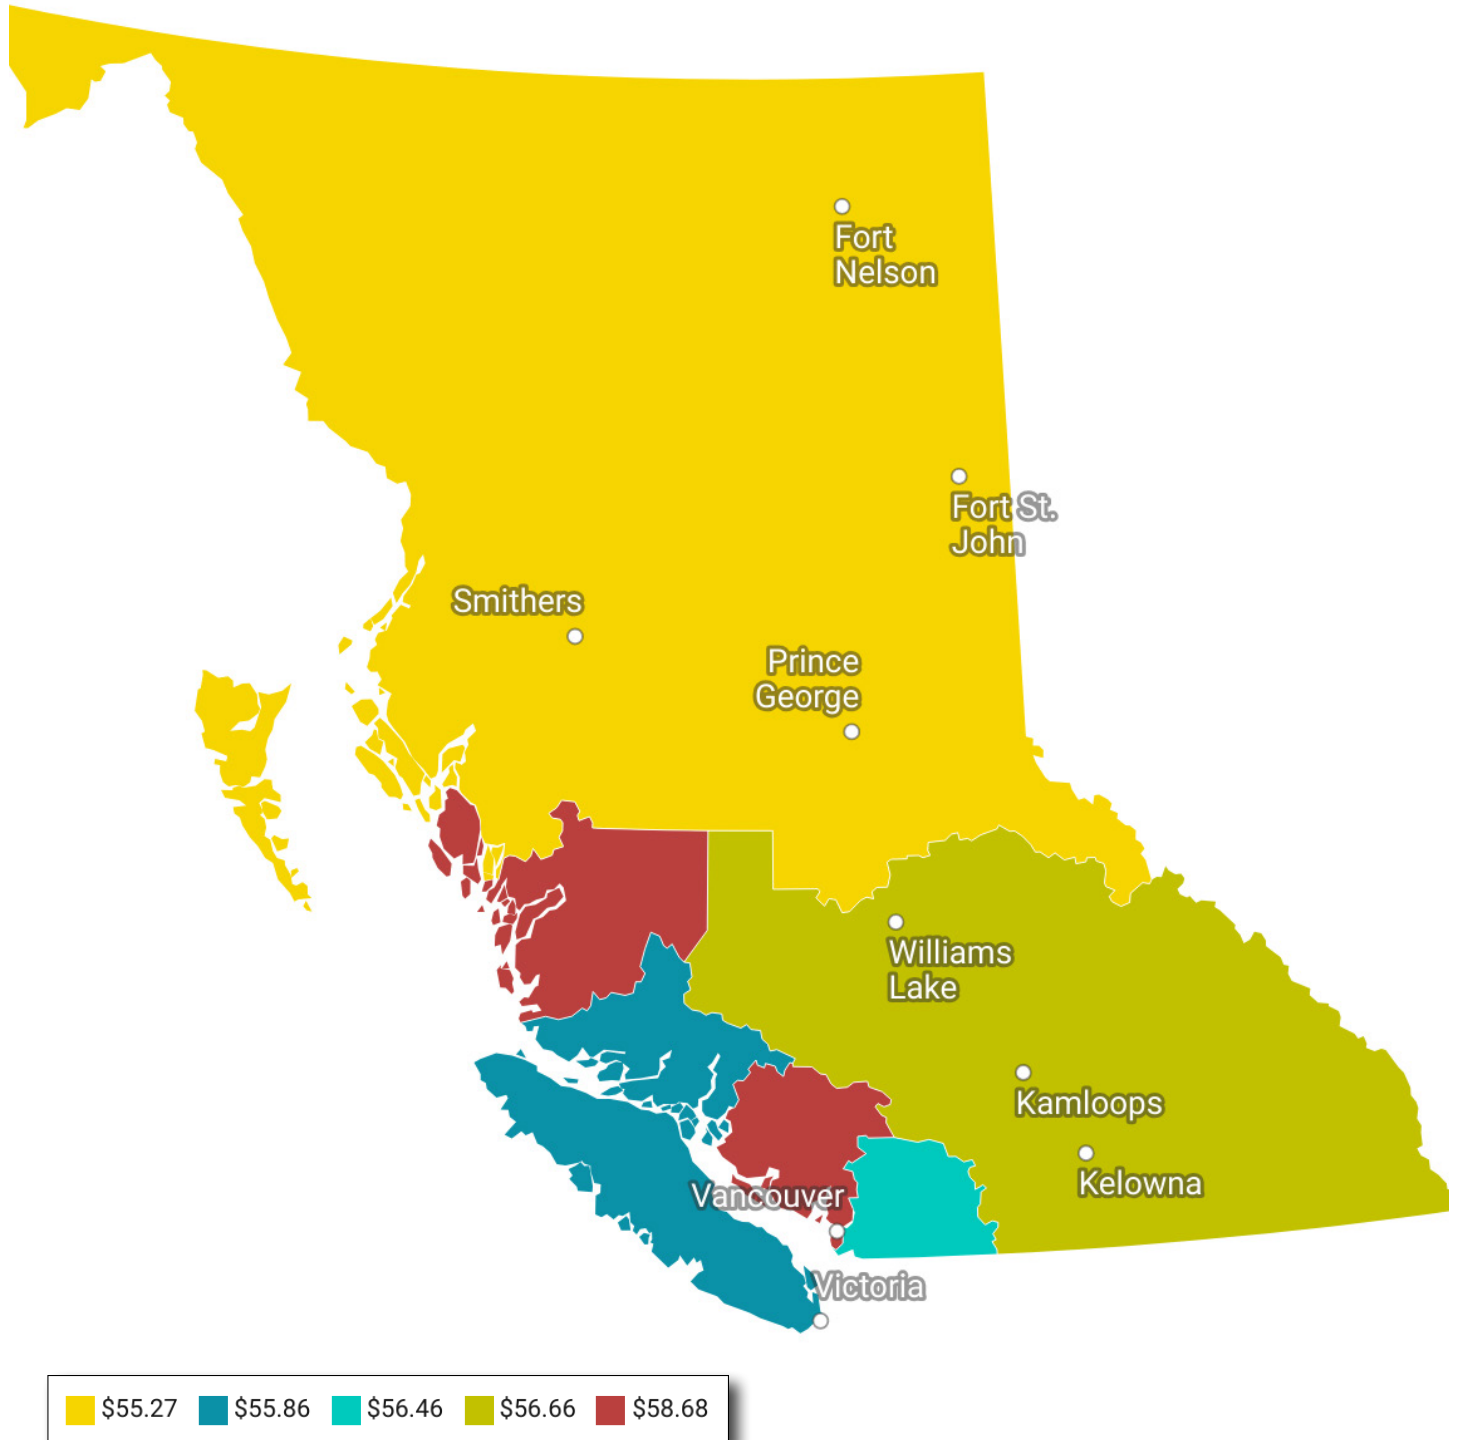 Fort
Nelson
Fort St.
John
Smithers
Prince
George
Williams
Lake
Kamloops
Kelowna
Vancouver
Victoria
$55.27 $55.86 $56.46 $56.66 $58.68